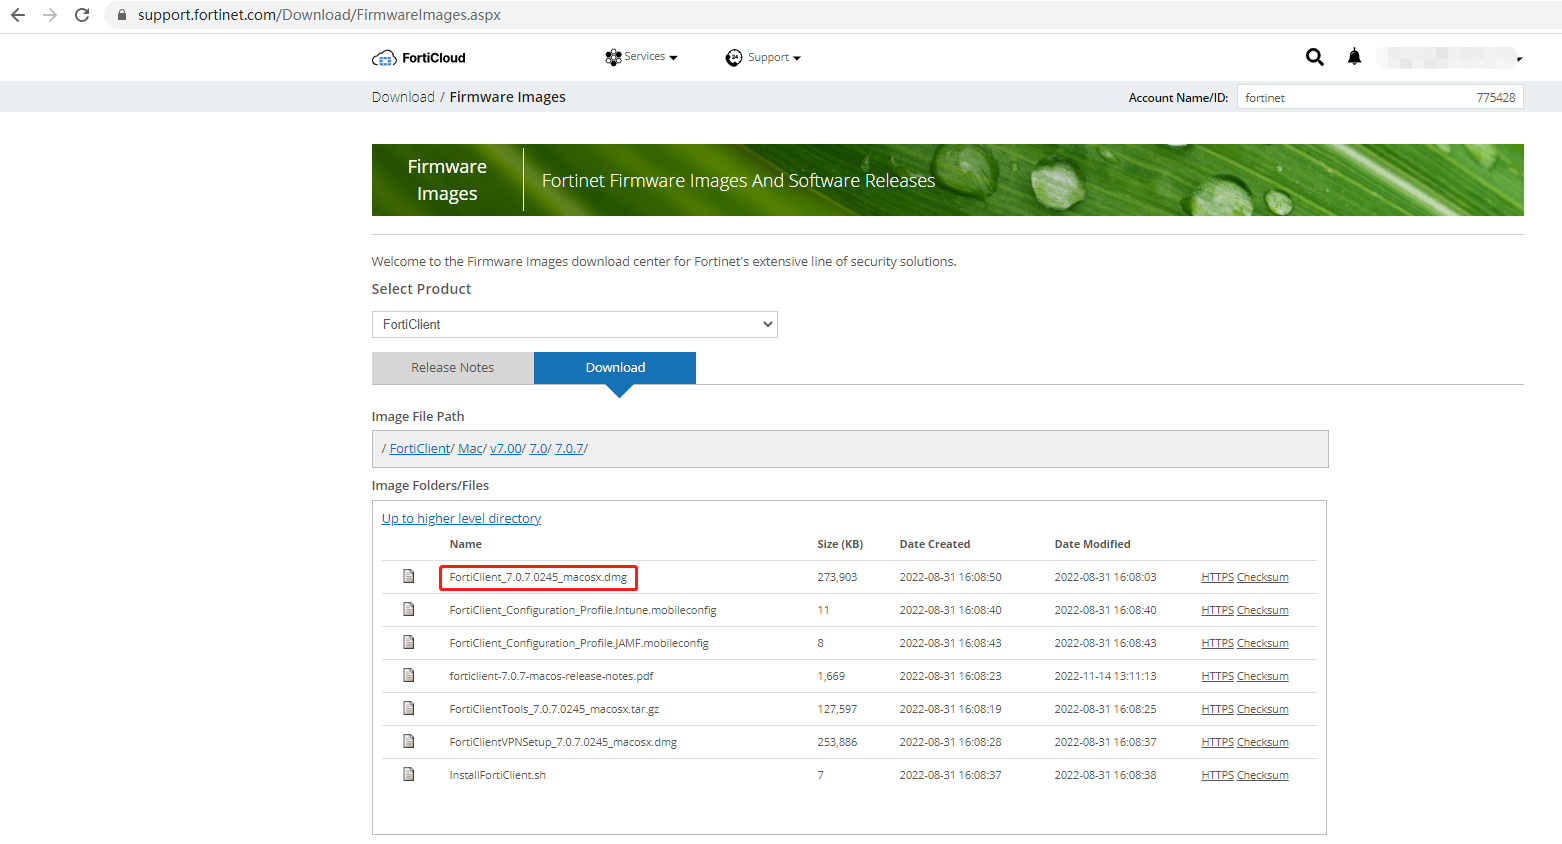 support.fortinet.com/Download/FirmwareImages.aspx
FortiCloud Services Support
Download / Firmware Images Account Name/ID: fortinet 775428
Firmware
Images
Fortinet Firmware Images And Software Releases
Welcome to the Firmware Images download center for Fortinet's extensive line of security solutions.
Select Product
FortiClient
Release Notes Download
Image File Path
/ FortiClient/ Mac/ v7.00/ 7.0/ 7.0.7/
Image Folders/Files
Up to higher level directory
Name Size (KB) Date Created Date Modified
FortiClient_7.0.7.0245_macosx.dmg 273,903 2022-08-31 16:08:50 2022-08-31 16:08:03 HTTPS Checksum
FortiClient_Configuration_Profile.Intune.mobileconfig 11 2022-08-31 16:08:40 2022-08-31 16:08:40 HTTPS Checksum
FortiClient_Configuration_Profile.JAMF.mobileconfig 8 2022-08-31 16:08:43 2022-08-31 16:08:43 HTTPS Checksum
forticlient-7.0.7-macos-release-notes.pdf 1,669 2022-08-31 16:08:23 2022-11-14 13:11:13 HTTPS Checksum
FortiClientTools_7.0.7.0245_macosx.tar.gz 127,597 2022-08-31 16:08:19 2022-08-31 16:08:25 HTTPS Checksum
FortiClientVPNSetup_7.0.7.0245_macosx.dmg 253,886 2022-08-31 16:08:28 2022-08-31 16:08:37 HTTPS Checksum
InstallFortiClient.sh 7 2022-08-31 16:08:37 2022-08-31 16:08:38 HTTPS Checksum